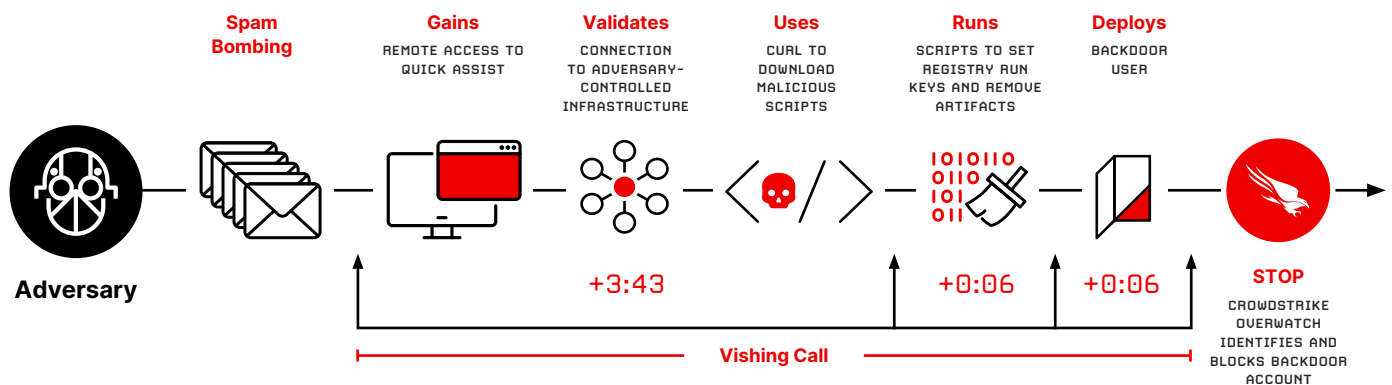 Spam
Bombing
Gains
REMOTE ACCESS TO
QUICK ASSIST
Validates
CONNECTION
TO ADVERSARY-
CONTROLLED
INFRASTRUCTURE
Uses
CURL TO
DOWNLOAD
MALICIOUS
SCRIPTS
Runs
SCRIPTS TO SET
REGISTRY RUN
KEYS AND REMOVE
ARTIFACTS
Deploys
BACKDOOR
USER
1010110
0110
101
011
Adversary
+3:43
+0:06
+0:06
Vishing Call
STOP
CROWDSTRIKE
OVERWATCH
IDENTIFIES AND
BLOCKS BACKDOOR
ACCOUNT